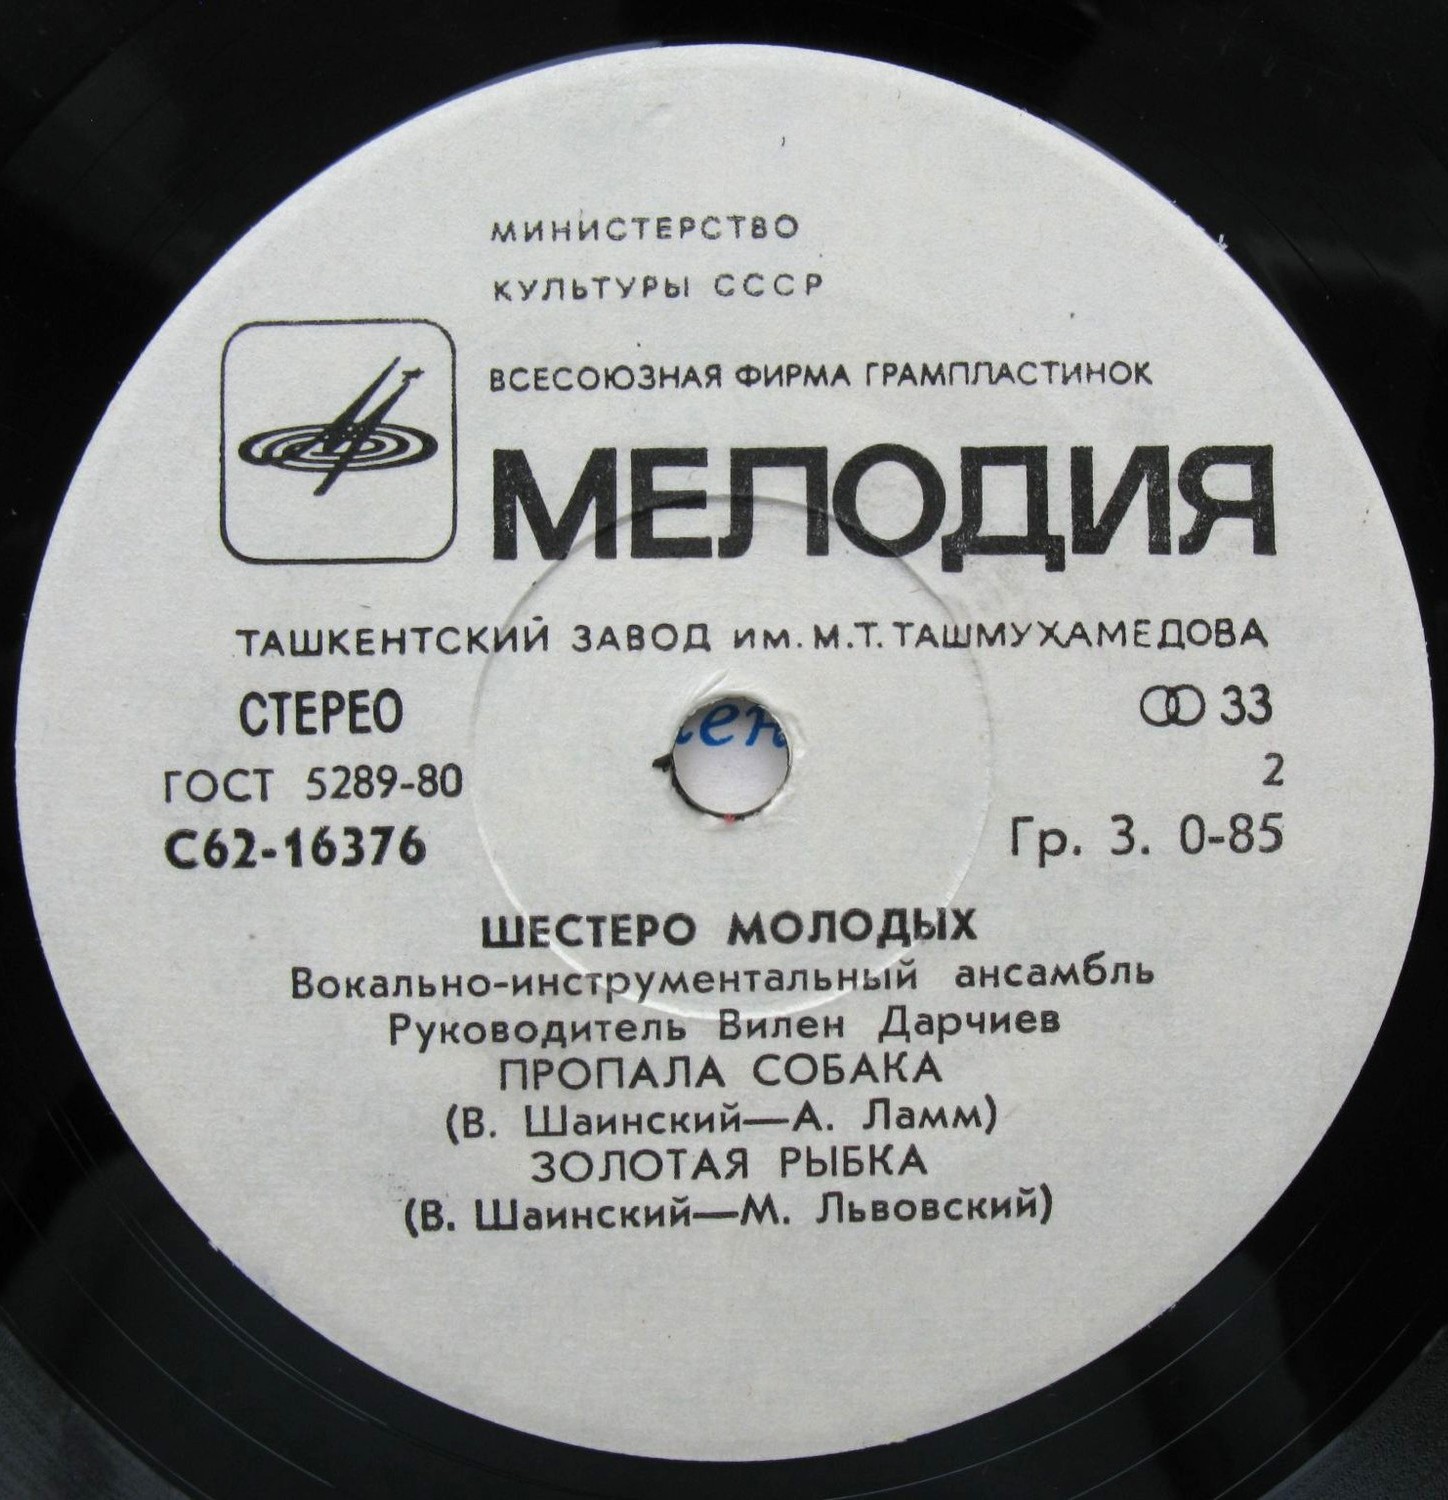 МИНИСТЕРСТВО
КУЛЬТУРЫ СССР
ВСЕСОЮЗНАЯ ФИРМА ГРАМПЛАСТИНОК
МЕЛОДИЯ
ТАШКЕНТСКИЙ ЗАВОД им. М.Т. ТАШМУХАМЕДОВА
СТЕРЕО 33
ГОСТ 5289-80 2
С62-16376 Гр. 3. 0-85
ШЕСТЕРО МОЛОДЫХ
Вокально-инструментальный ансамбль
Руководитель Вилен Дарчиев
ПРОПАЛА СОБАКА
(В. Шаинский—А. Ламм)
ЗОЛОТАЯ РЫБКА
(В. Шаинский—М. Львовский)